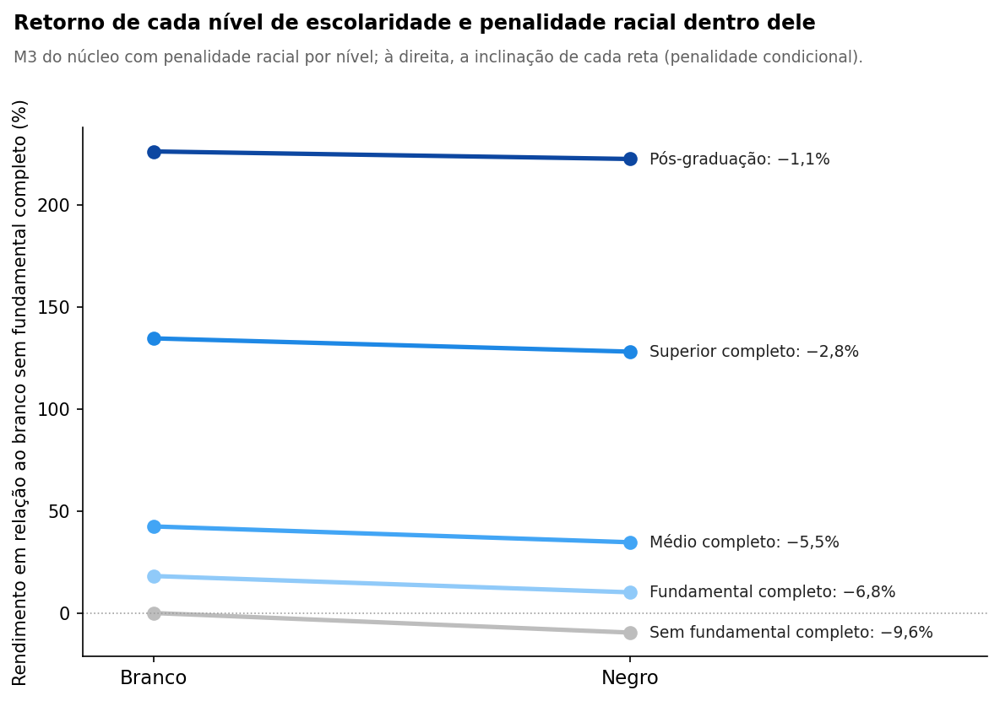 Retorno de cada nível de escolaridade e penalidade racial dentro dele
M3 do núcleo com penalidade racial por nível; à direita, a inclinação de cada reta (penalidade condicional).
Rendimento em relação ao branco sem fundamental completo (%)
200
150
100
50
0
Pós-graduação: −1,1%
Superior completo: −2,8%
Médio completo: −5,5%
Fundamental completo: −6,8%
Sem fundamental completo: −9,6%
Branco
Negro